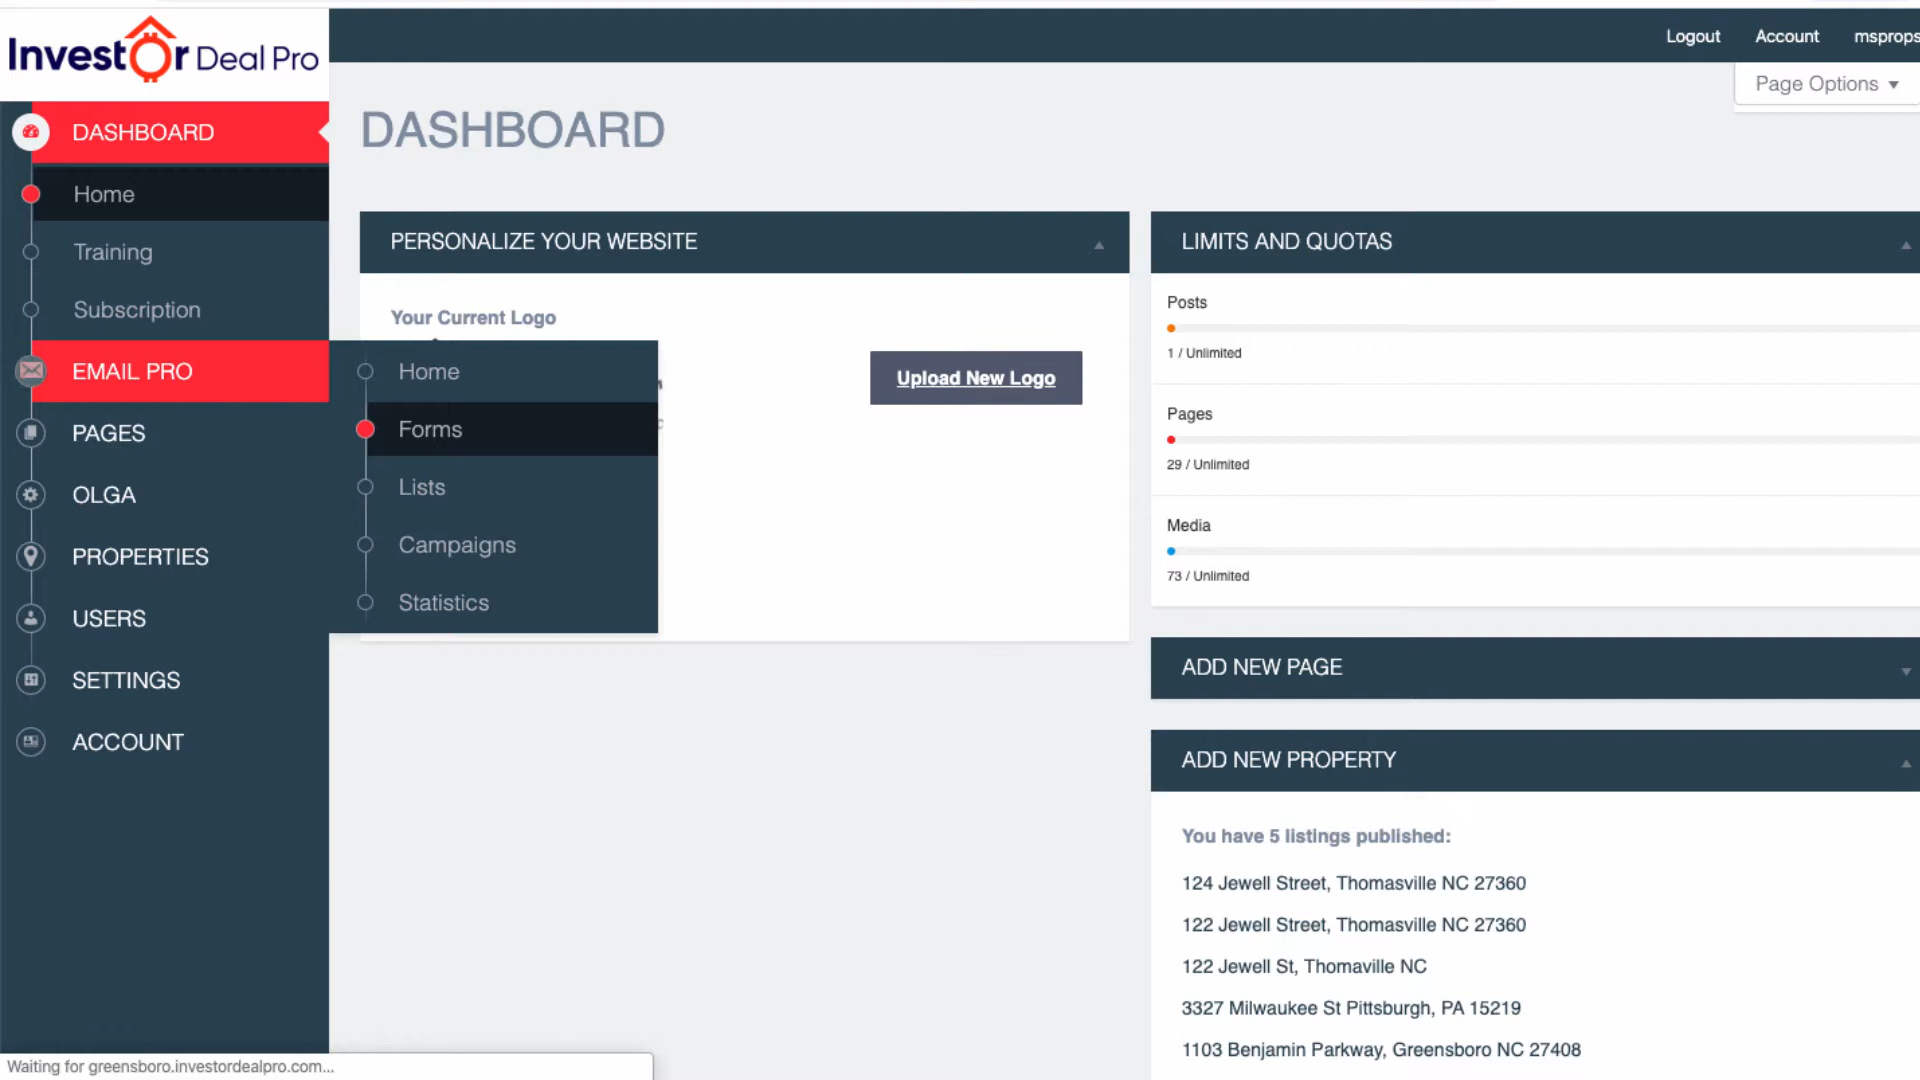 Investor Deal Pro
Logout Account msprops
Page Options
DASHBOARD
Home
Training
Subscription
EMAIL PRO
PAGES
OLGA
PROPERTIES
USERS
SETTINGS
ACCOUNT
Home
Forms
Lists
Campaigns
Statistics
DASHBOARD
PERSONALIZE YOUR WEBSITE
Your Current Logo
Upload New Logo
LIMITS AND QUOTAS
Posts
1 / Unlimited
Pages
29 / Unlimited
Media
73 / Unlimited
ADD NEW PAGE
ADD NEW PROPERTY
You have 5 listings published:
124 Jewell Street, Thomasville NC 27360
122 Jewell Street, Thomasville NC 27360
122 Jewell St, Thomaville NC
3327 Milwaukee St Pittsburgh, PA 15219
1103 Benjamin Parkway, Greensboro NC 27408
Waiting for greensboro.investordealpro.com...